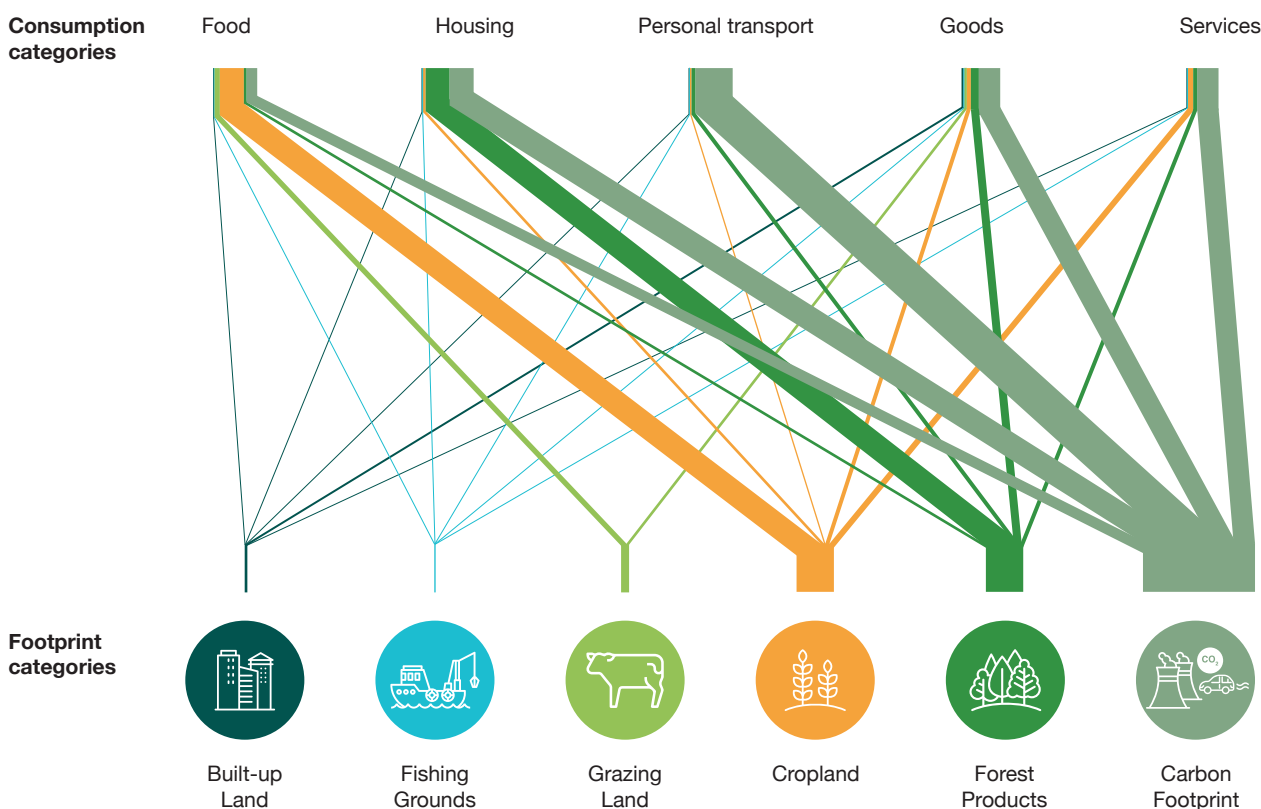 Consumption
categories
Food
Housing
Personal transport
Goods
Services
Footprint
categories
CO₂
Built-up
Land
Fishing
Grounds
Grazing
Land
Cropland
Forest
Products
Carbon
Footprint